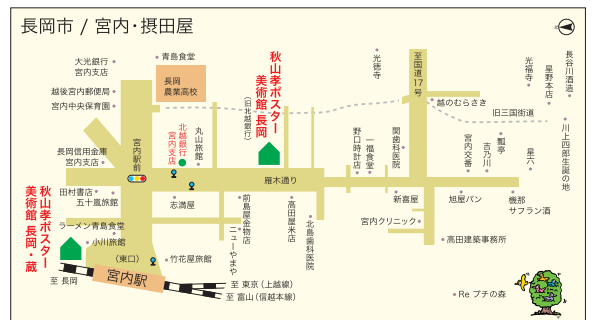 長岡市 / 宮内・摂田屋
大光銀行
宮内支店
青島食堂
越後宮内郵便局
宮内中央保育園
長岡
農業高校
秋山孝ポスター
美術館 長岡
(旧北越銀行)
光徳寺
至国道17号
越のむらさき
旧三国街道
光福寺
星野本店
長谷川酒造
川上四郎生誕の地
長岡信用金庫
宮内支店
宮内駅前
北越銀行
宮内支店
丸山旅館
雁木通り
野口時計店
一福食堂
関歯科医院
宮内交番
吉乃川
瓢亭
星六
田村書店
五十嵐旅館
志満屋
前島屋金物店
ニューやまや
高田屋米店
北島歯科医院
新喜屋
宮内クリニック
旭屋パン
機那
サフラン酒
高田建築事務所
秋山孝ポスター
美術館 長岡・蔵
ラーメン青島食堂
小川旅館
(東口)
竹花屋旅館
宮内駅
至 長岡
至 東京(上越線)
至 富山(信越本線)
Re プチの森